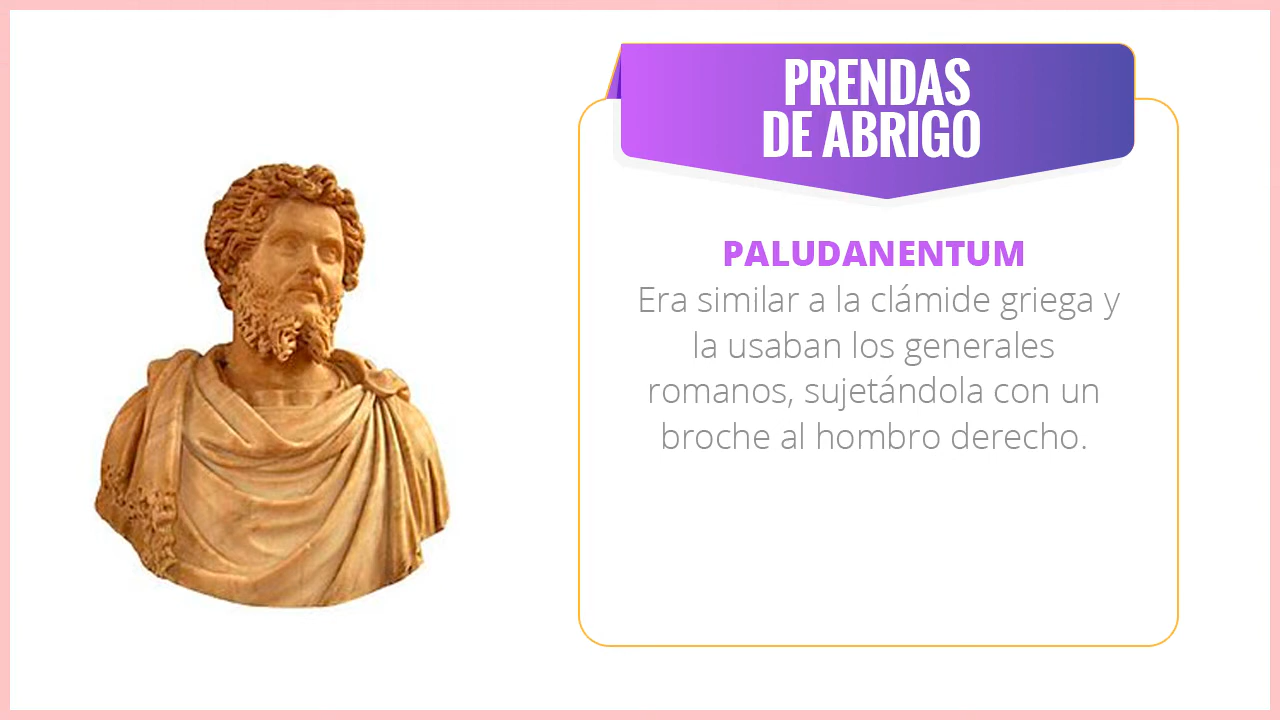 PRENDAS
DE ABRIGO
PALUDANENTUM
Era similar a la clámide griega y
la usaban los generales
romanos, sujetándola con un
broche al hombro derecho.